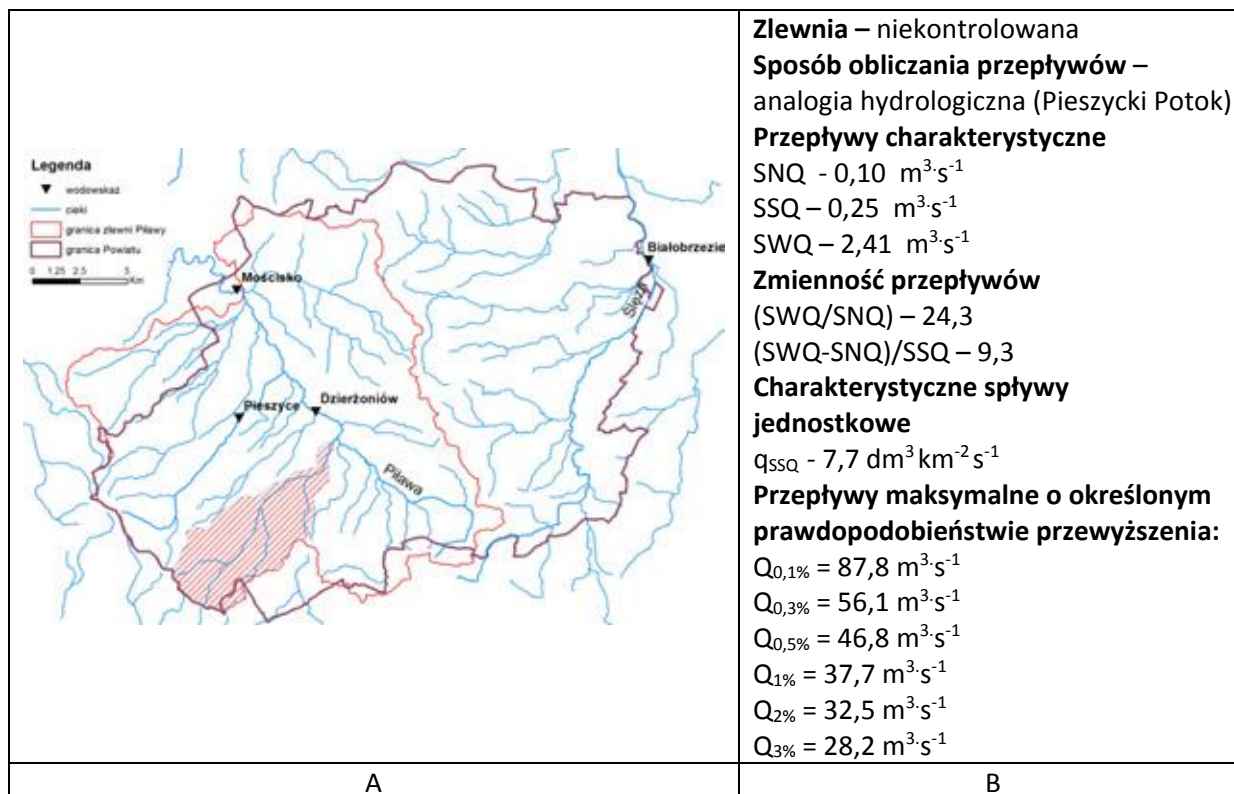 Legenda
wodowskaz
cieki
granica zlewni Piławy
granica Powiatu
0 1.25 2.5 5
Km
Mościsko
Białobrzezie
Ślęza
Pieszyce
Dzierżoniów
Piława
A
Zlewnia – niekontrolowana
Sposób obliczania przepływów –
analogia hydrologiczna (Pieszycki Potok)
Przepływy charakterystyczne
SNQ - 0,10 m³·s⁻¹
SSQ – 0,25 m³·s⁻¹
SWQ – 2,41 m³·s⁻¹
Zmienność przepływów
(SWQ/SNQ) – 24,3
(SWQ-SNQ)/SSQ – 9,3
Charakterystyczne spływy
jednostkowe
qSSQ - 7,7 dm³ km⁻² s⁻¹
Przepływy maksymalne o określonym
prawdopodobieństwie przewyższenia:
Q0,1% = 87,8 m³·s⁻¹
Q0,3% = 56,1 m³·s⁻¹
Q0,5% = 46,8 m³·s⁻¹
Q1% = 37,7 m³·s⁻¹
Q2% = 32,5 m³·s⁻¹
Q3% = 28,2 m³·s⁻¹
B